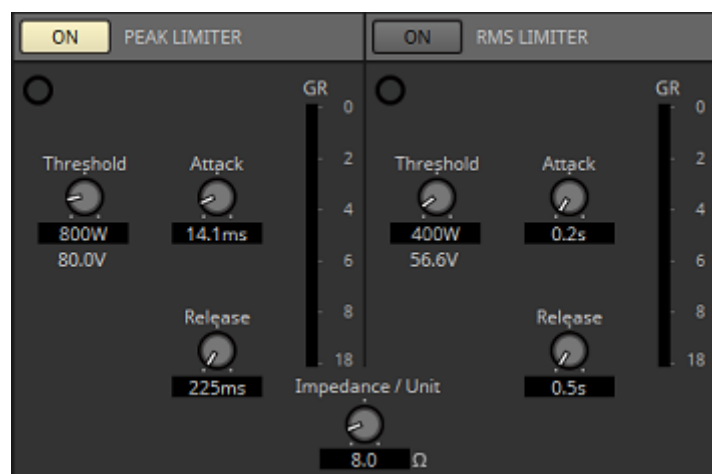 ON PEAK LIMITER
ON RMS LIMITER
GR
0
2
4
6
8
18
Threshold
800W
80.0V
Attack
14.1ms
Release
225ms
GR
0
2
4
6
8
18
Threshold
400W
56.6V
Attack
0.2s
Release
0.5s
Impedance / Unit
8.0 Ω